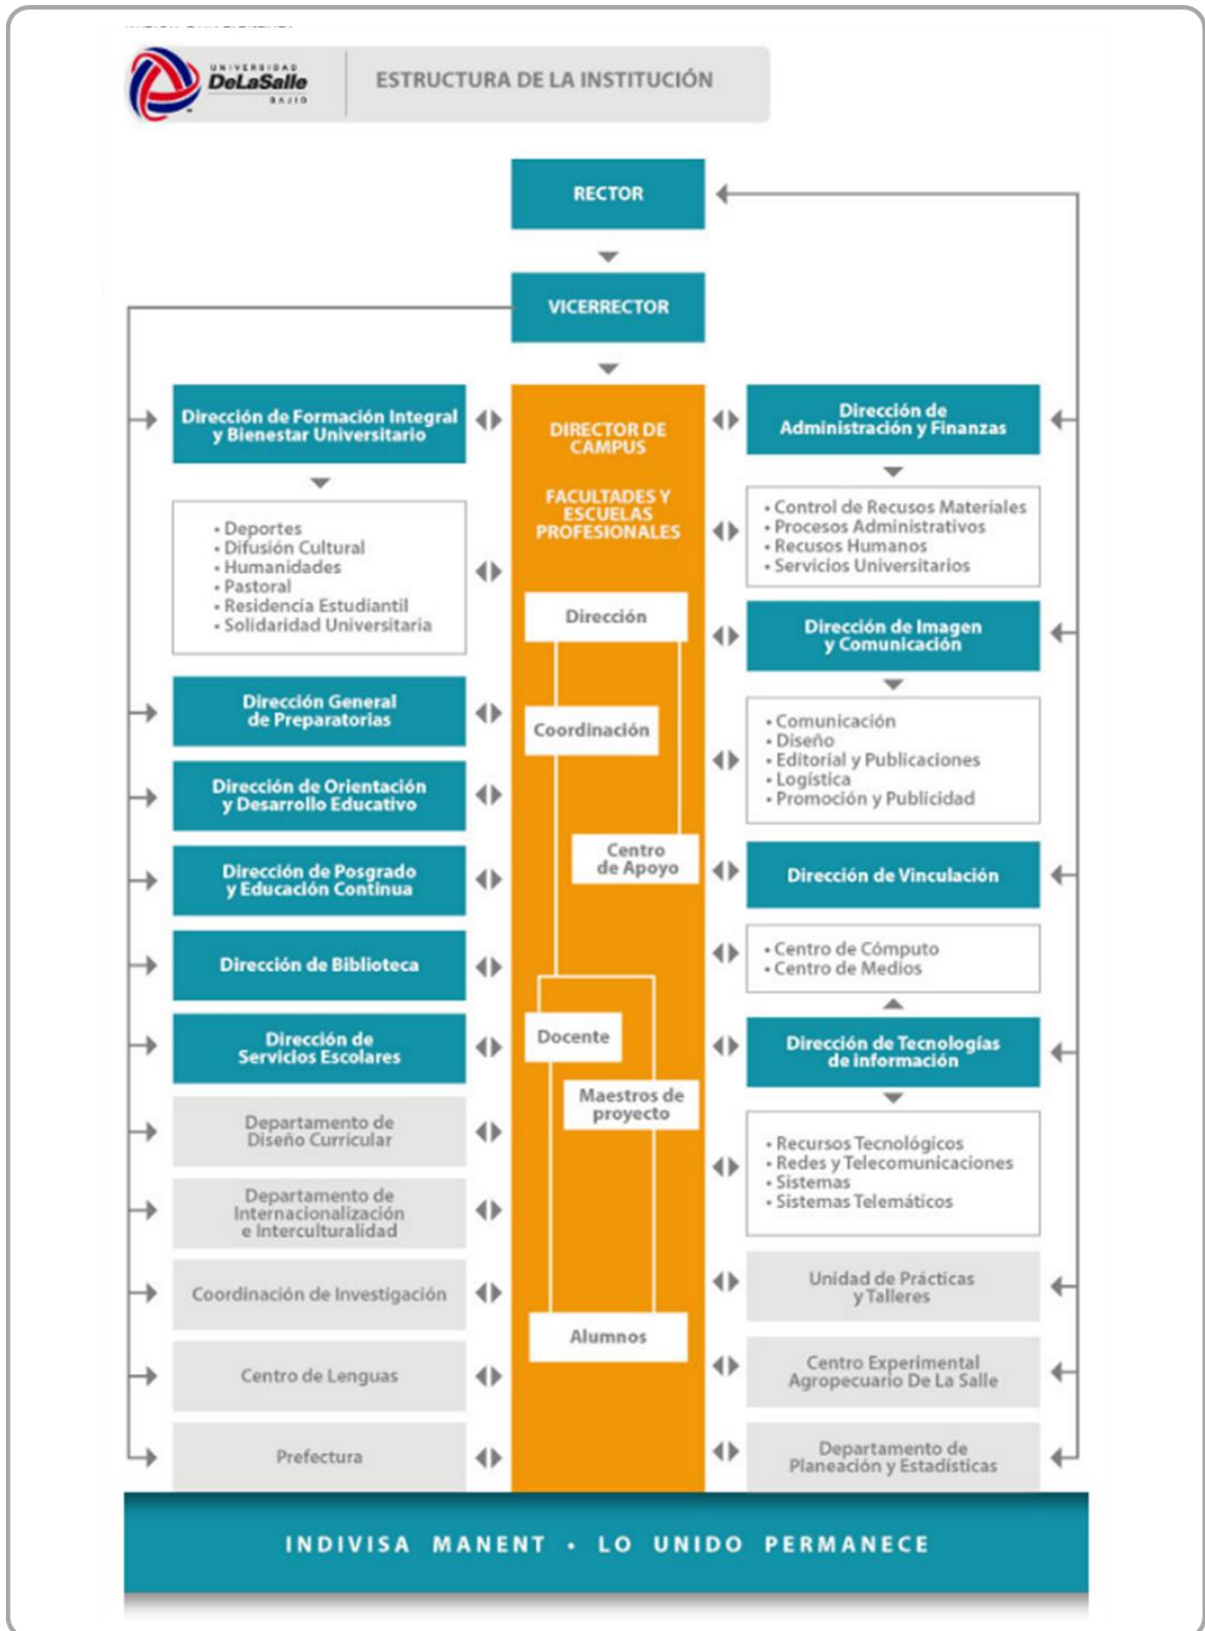 UNIVERSIDAD
DeLaSalle
BAJIO
ESTRUCTURA DE LA INSTITUCIÓN
RECTOR
VICERRECTOR
Dirección de Formación Integral
y Bienestar Universitario
• Deportes
• Difusión Cultural
• Humanidades
• Pastoral
• Residencia Estudiantil
• Solidaridad Universitaria
Dirección General
de Preparatorias
Dirección de Orientación
y Desarrollo Educativo
Dirección de Posgrado
y Educación Continua
Dirección de Biblioteca
Dirección de
Servicios Escolares
Departamento de
Diseño Curricular
Departamento de
Internacionalización
e Interculturalidad
Coordinación de Investigación
Centro de Lenguas
Prefectura
DIRECTOR DE
CAMPUS
FACULTADES Y
ESCUELAS
PROFESIONALES
Dirección
Coordinación
Centro
de Apoyo
Docente
Maestros de
proyecto
Alumnos
Dirección de
Administración y Finanzas
• Control de Recusos Materiales
• Procesos Administrativos
• Recusos Humanos
• Servicios Universitarios
Dirección de Imagen
y Comunicación
• Comunicación
• Diseño
• Editorial y Publicaciones
• Logística
• Promoción y Publicidad
Dirección de Vinculación
• Centro de Cómputo
• Centro de Medios
Dirección de Tecnologías
de información
• Recursos Tecnológicos
• Redes y Telecomunicaciones
• Sistemas
• Sistemas Telemáticos
Unidad de Prácticas
y Talleres
Centro Experimental
Agropecuario De La Salle
Departamento de
Planeación y Estadísticas
INDIVISA MANENT • LO UNIDO PERMANECE